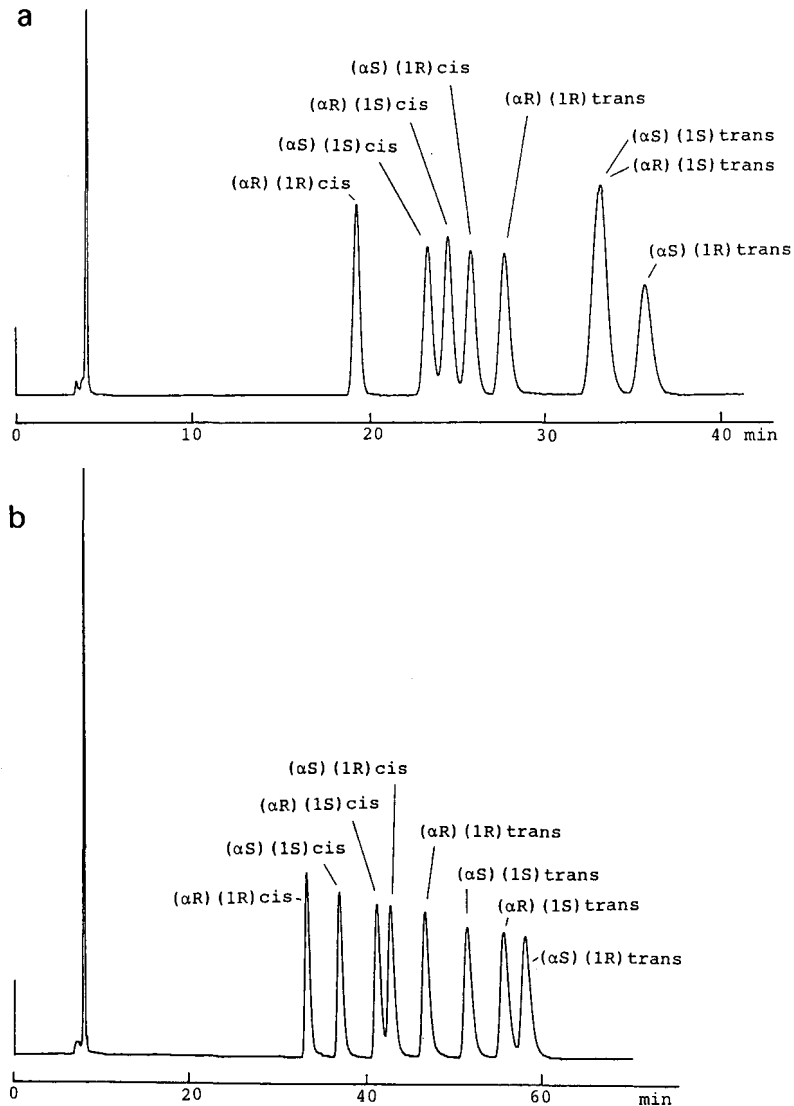 a
(αS)(1R)cis
(αR)(1S)cis
(αS)(1S)cis
(αR)(1R)cis
(αR)(1R)trans
(αS)(1S)trans
(αR)(1S)trans
(αS)(1R)trans
0 10 20 30 40 min
b
(αS)(1R)cis
(αR)(1S)cis
(αS)(1S)cis
(αR)(1R)cis
(αR)(1R)trans
(αS)(1S)trans
(αR)(1S)trans
(αS)(1R)trans
0 20 40 60 min